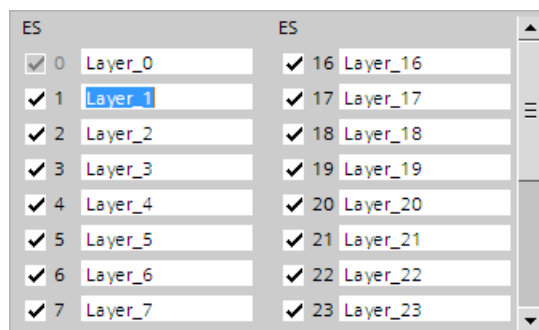 ES ES
0 Layer_0 16 Layer_16
1 Layer_1 17 Layer_17
2 Layer_2 18 Layer_18
3 Layer_3 19 Layer_19
4 Layer_4 20 Layer_20
5 Layer_5 21 Layer_21
6 Layer_6 22 Layer_22
7 Layer_7 23 Layer_23